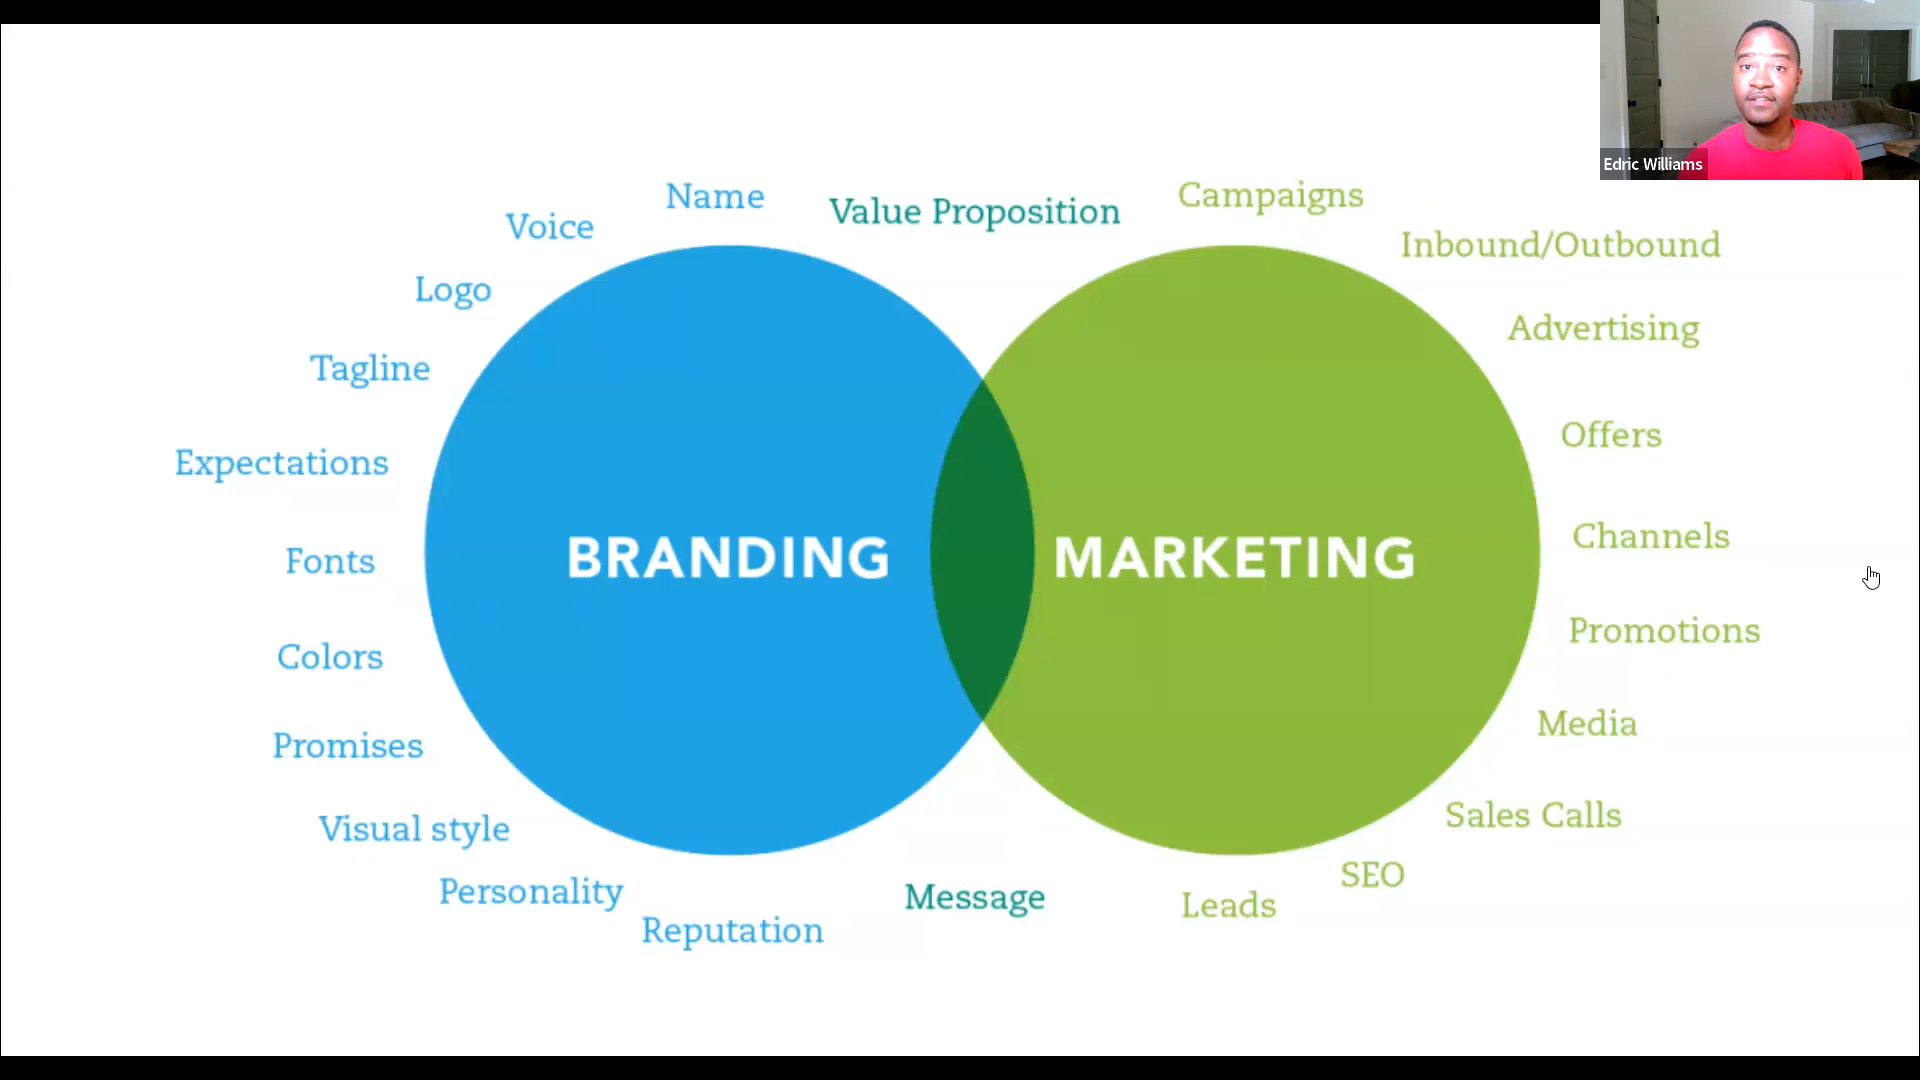 Edric Williams
Name
Value Proposition
Campaigns
Voice
Inbound/Outbound
Logo
Advertising
Tagline
Offers
Expectations
Channels
BRANDING
MARKETING
Fonts
Promotions
Colors
Media
Promises
Sales Calls
Visual style
SEO
Personality
Message
Leads
Reputation